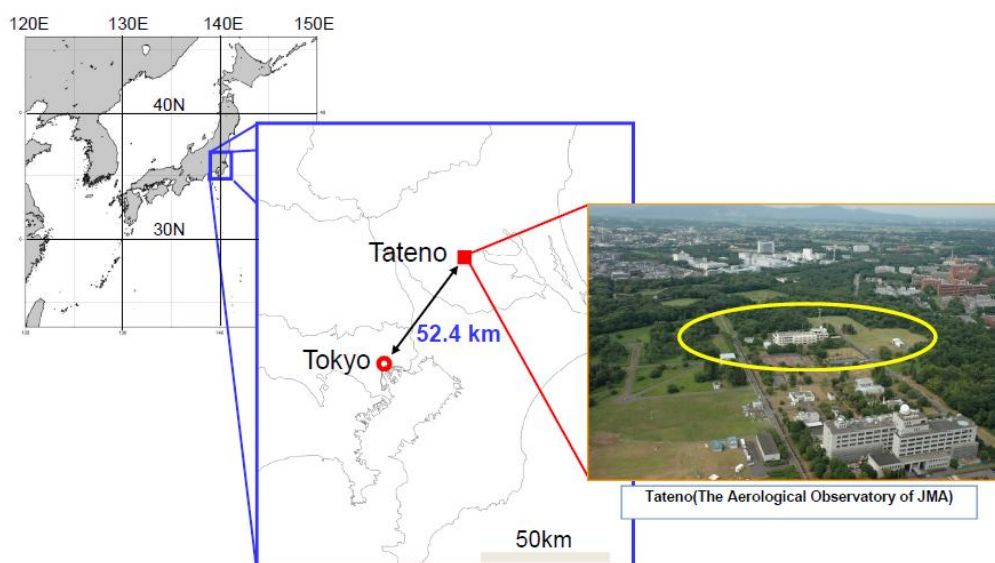 120E 130E 140E 150E
40N
30N
Tateno
52.4 km
Tokyo
50km
Tateno(The Aerological Observatory of JMA)